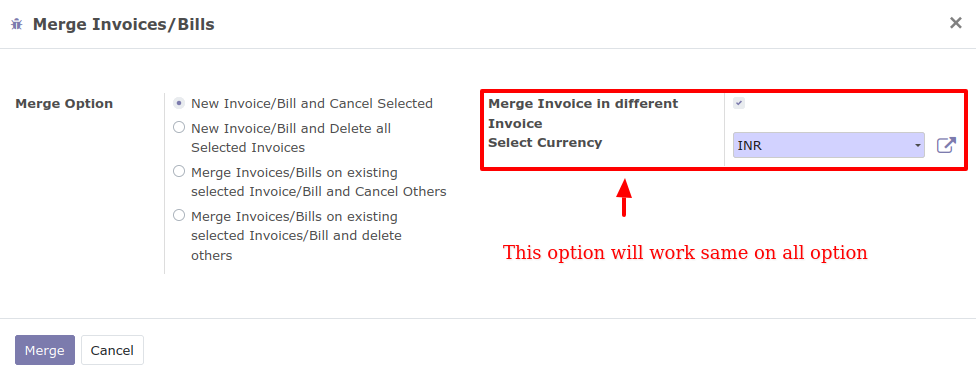 Merge Invoices/Bills
Merge Option
New Invoice/Bill and Cancel Selected
New Invoice/Bill and Delete all
Selected Invoices
Merge Invoices/Bills on existing
selected Invoice/Bill and Cancel Others
Merge Invoices/Bills on existing
selected Invoices/Bill and delete
others
Merge Invoice in different
Invoice
Select Currency
INR
This option will work same on all option
Merge
Cancel